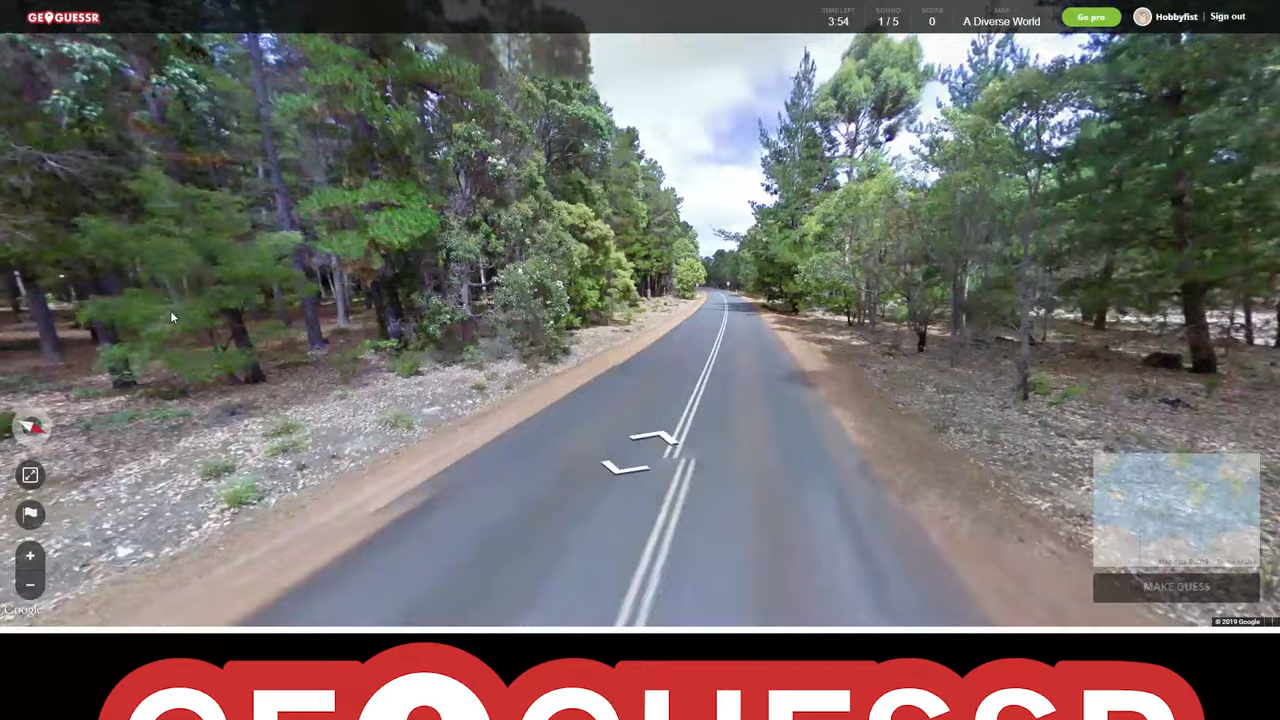 GEOGUESSR
TIME LEFT
3:54
ROUND
1 / 5
SCORE
0
MAP
A Diverse World
Go pro
Hobbyfist
Sign out
MAKE GUESS
Google
© 2019 Google
GEOGUESSR